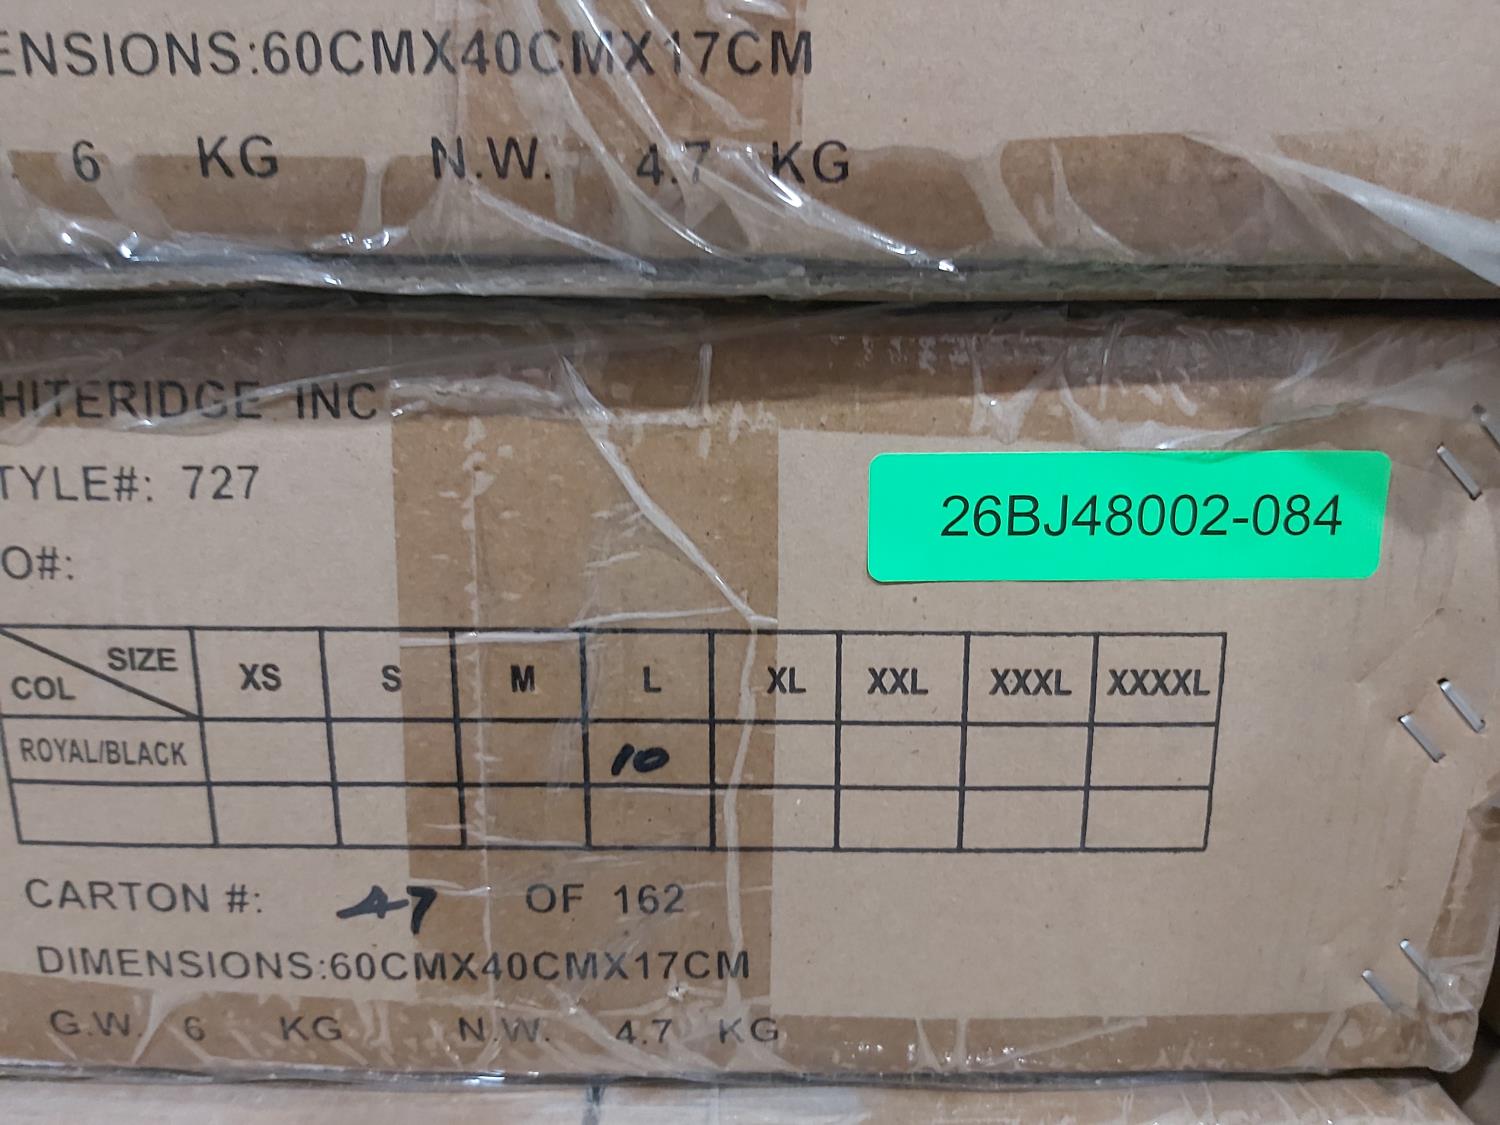 ENSIONS:60CMX40CMX17CM
. 6 KG N.W. 4.7 KG
HITERIDGE INC
TYLE#: 727
26BJ48002-084
O#:
SIZE
COL
XS S M L XL XXL XXXL XXXXL
ROYAL/BLACK 10
CARTON #: 47 OF 162
DIMENSIONS:60CMX40CMX17CM
G.W. 6 KG N.W. 4.7 KG